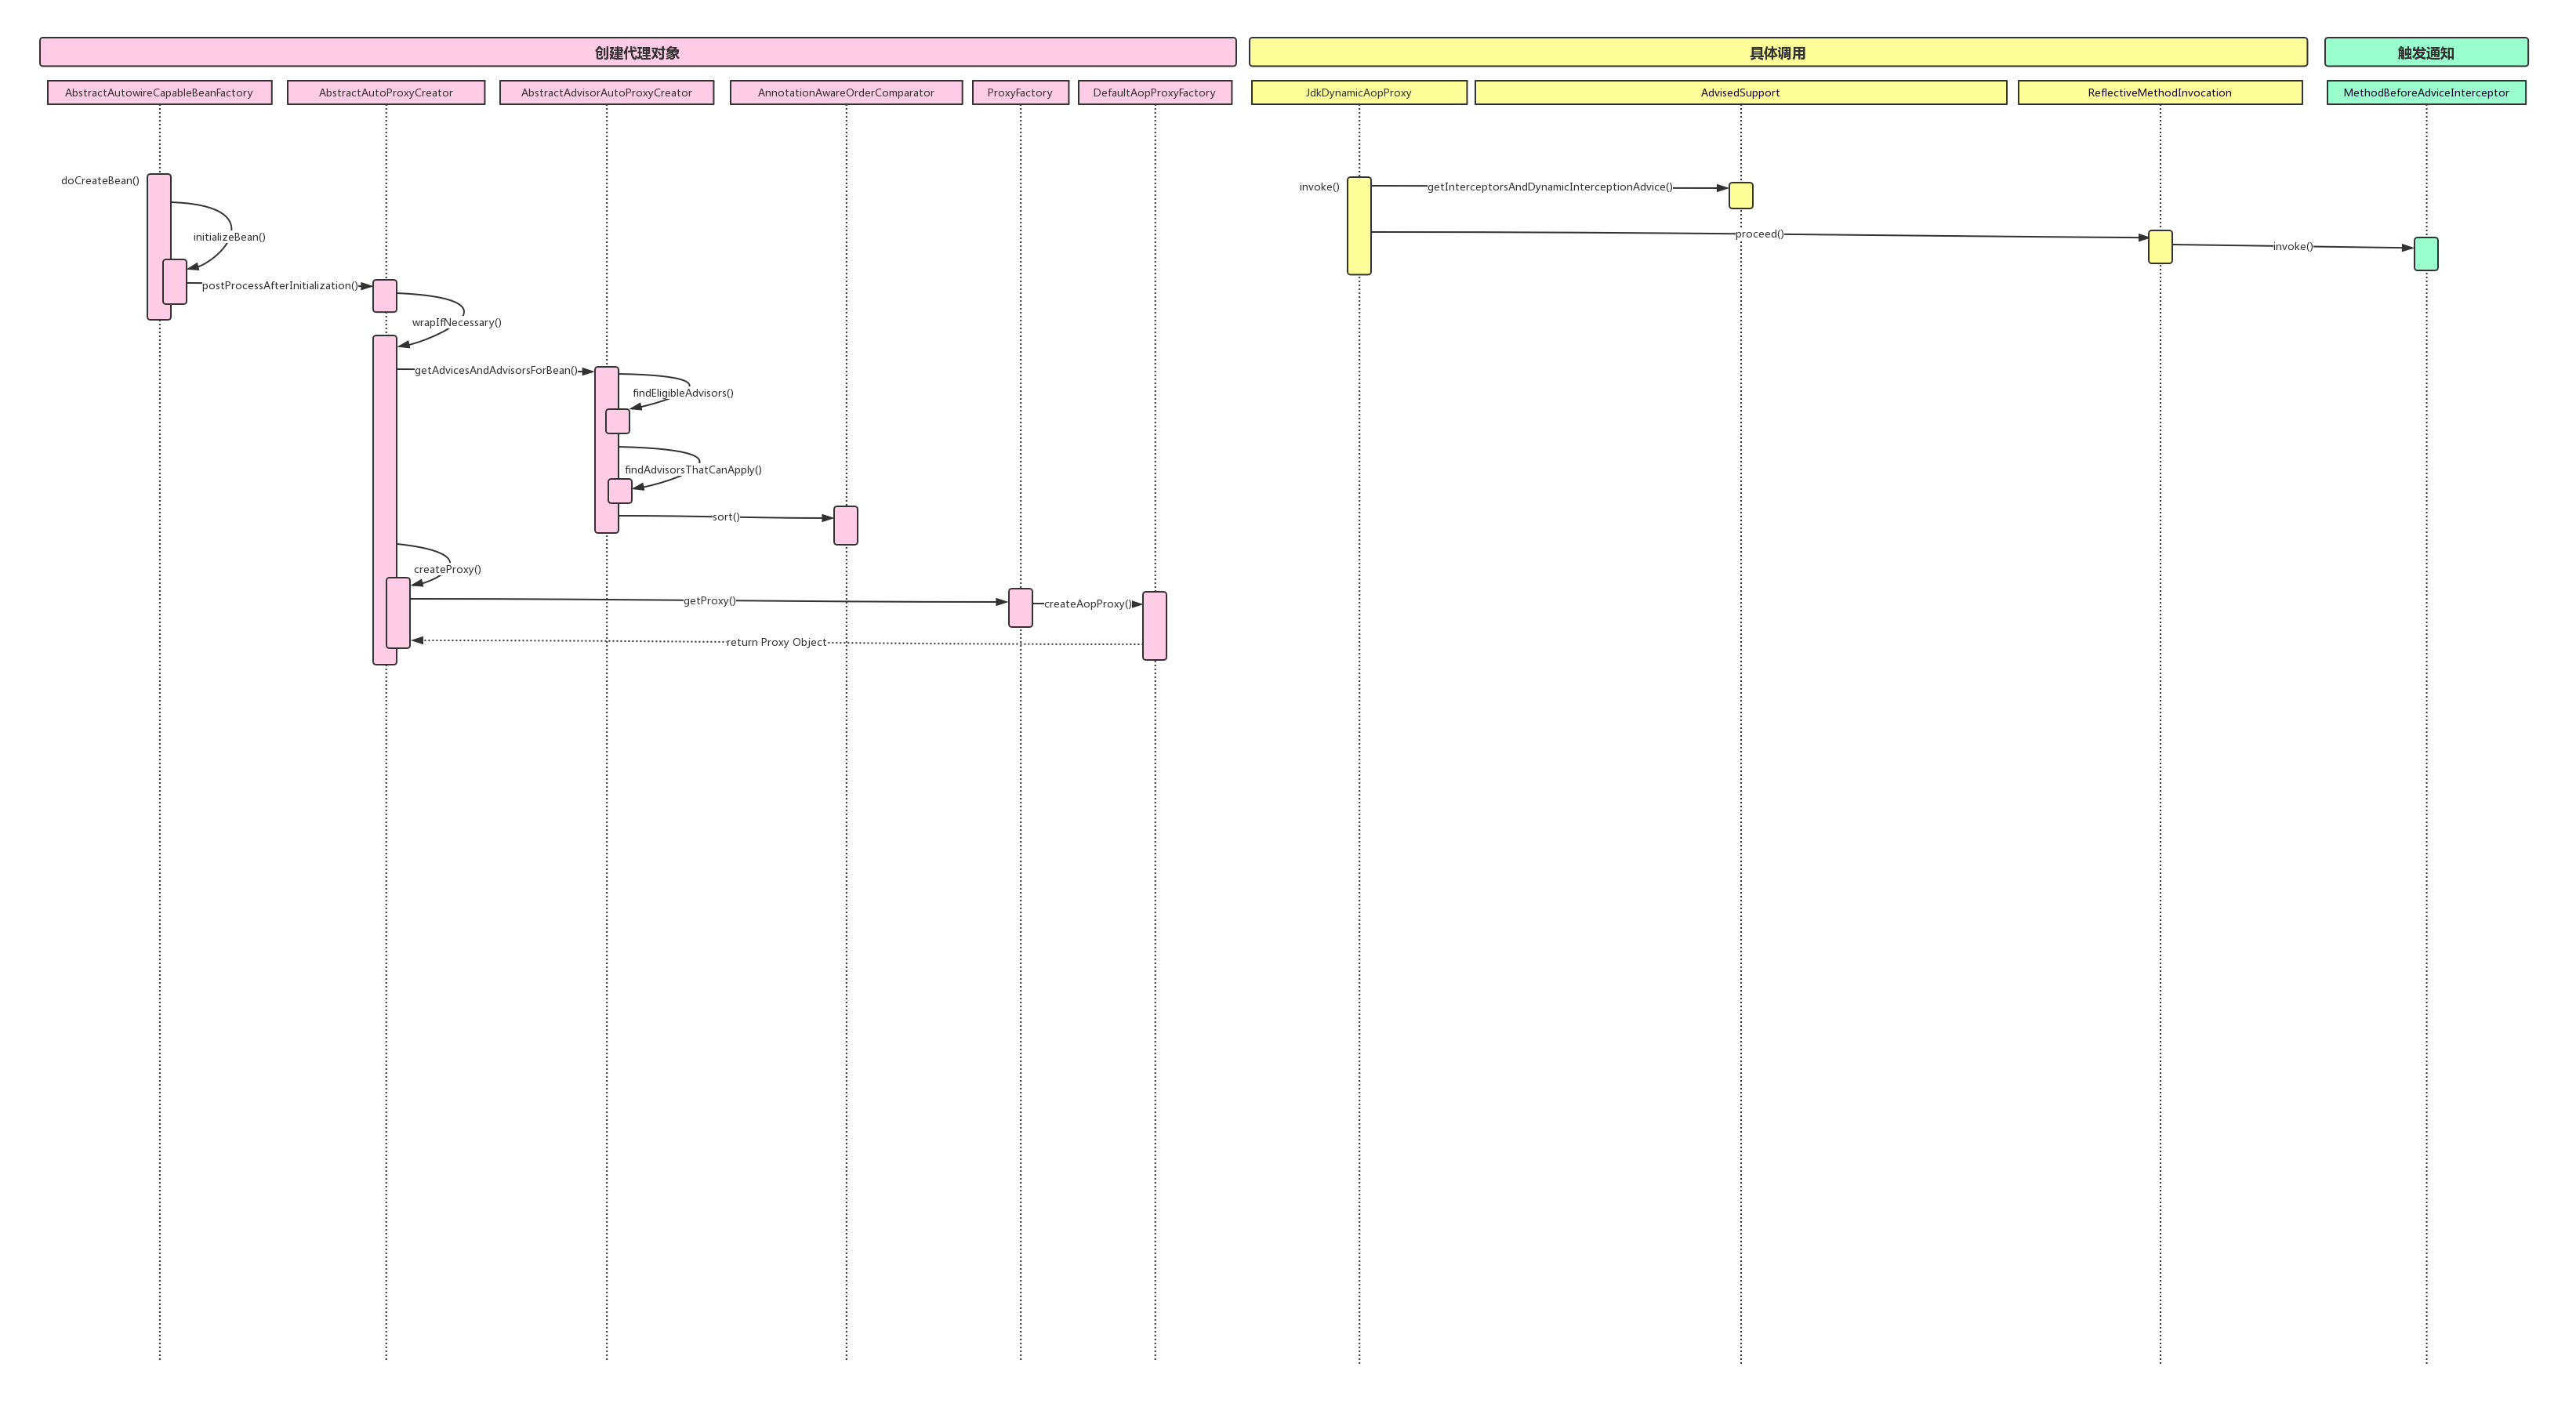 创建代理对象
具体调用
触发通知
AbstractAutowireCapableBeanFactory
AbstractAutoProxyCreator
AbstractAdvisorAutoProxyCreator
AnnotationAwareOrderComparator
ProxyFactory
DefaultAopProxyFactory
JdkDynamicAopProxy
AdvisedSupport
ReflectiveMethodInvocation
MethodBeforeAdviceInterceptor
doCreateBean()
initializeBean()
postProcessAfterInitialization()
wrapIfNecessary()
getAdvicesAndAdvisorsForBean()
findEligibleAdvisors()
findAdvisorsThatCanApply()
sort()
createProxy()
getProxy()
createAopProxy()
return Proxy Object
invoke()
getInterceptorsAndDynamicInterceptionAdvice()
proceed()
invoke()